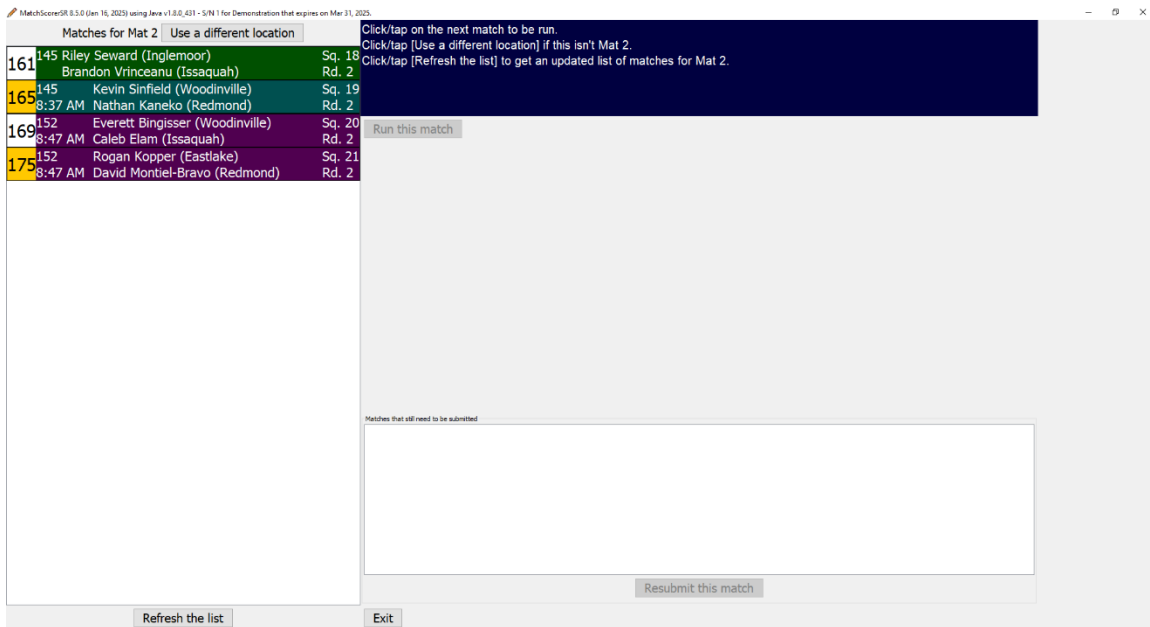 MatchScorerSR 8.5.0 (Jan 16, 2025) using Java v1.8.0_431 - S/N 1 for Demonstration that expires on Mar 31, 2025.
Matches for Mat 2 Use a different location
161 145 Riley Seward (Inglemoor) Sq. 18
Brandon Vrinceanu (Issaquah) Rd. 2
165 145 Kevin Sinfield (Woodinville) Sq. 19
8:37 AM Nathan Kaneko (Redmond) Rd. 2
169 152 Everett Bingisser (Woodinville) Sq. 20
8:47 AM Caleb Elam (Issaquah) Rd. 2
175 152 Rogan Kopper (Eastlake) Sq. 21
8:47 AM David Montiel-Bravo (Redmond) Rd. 2
Refresh the list
Click/tap on the next match to be run.
Click/tap [Use a different location] if this isn't Mat 2.
Click/tap [Refresh the list] to get an updated list of matches for Mat 2.
Run this match
Matches that still need to be submitted
Resubmit this match
Exit